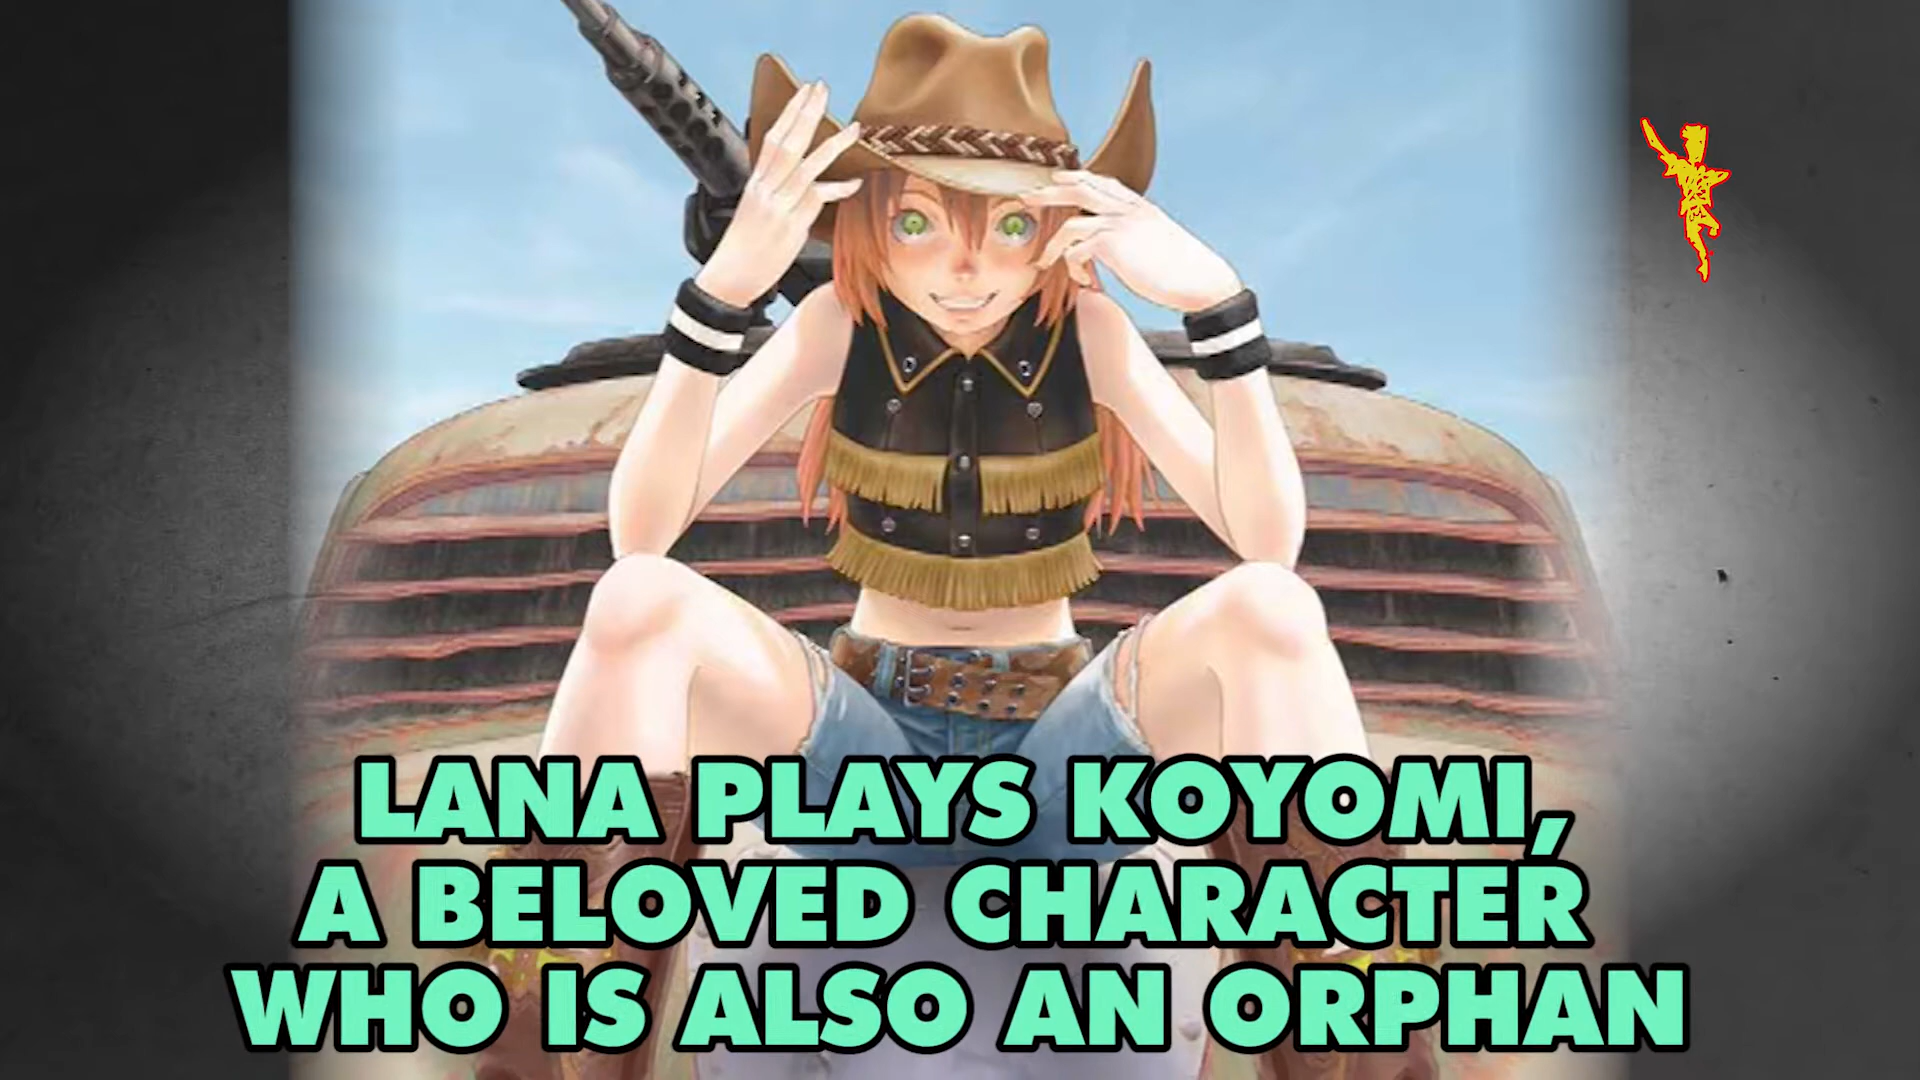 LANA PLAYS KOYOMI,
A BELOVED CHARACTER
WHO IS ALSO AN ORPHAN